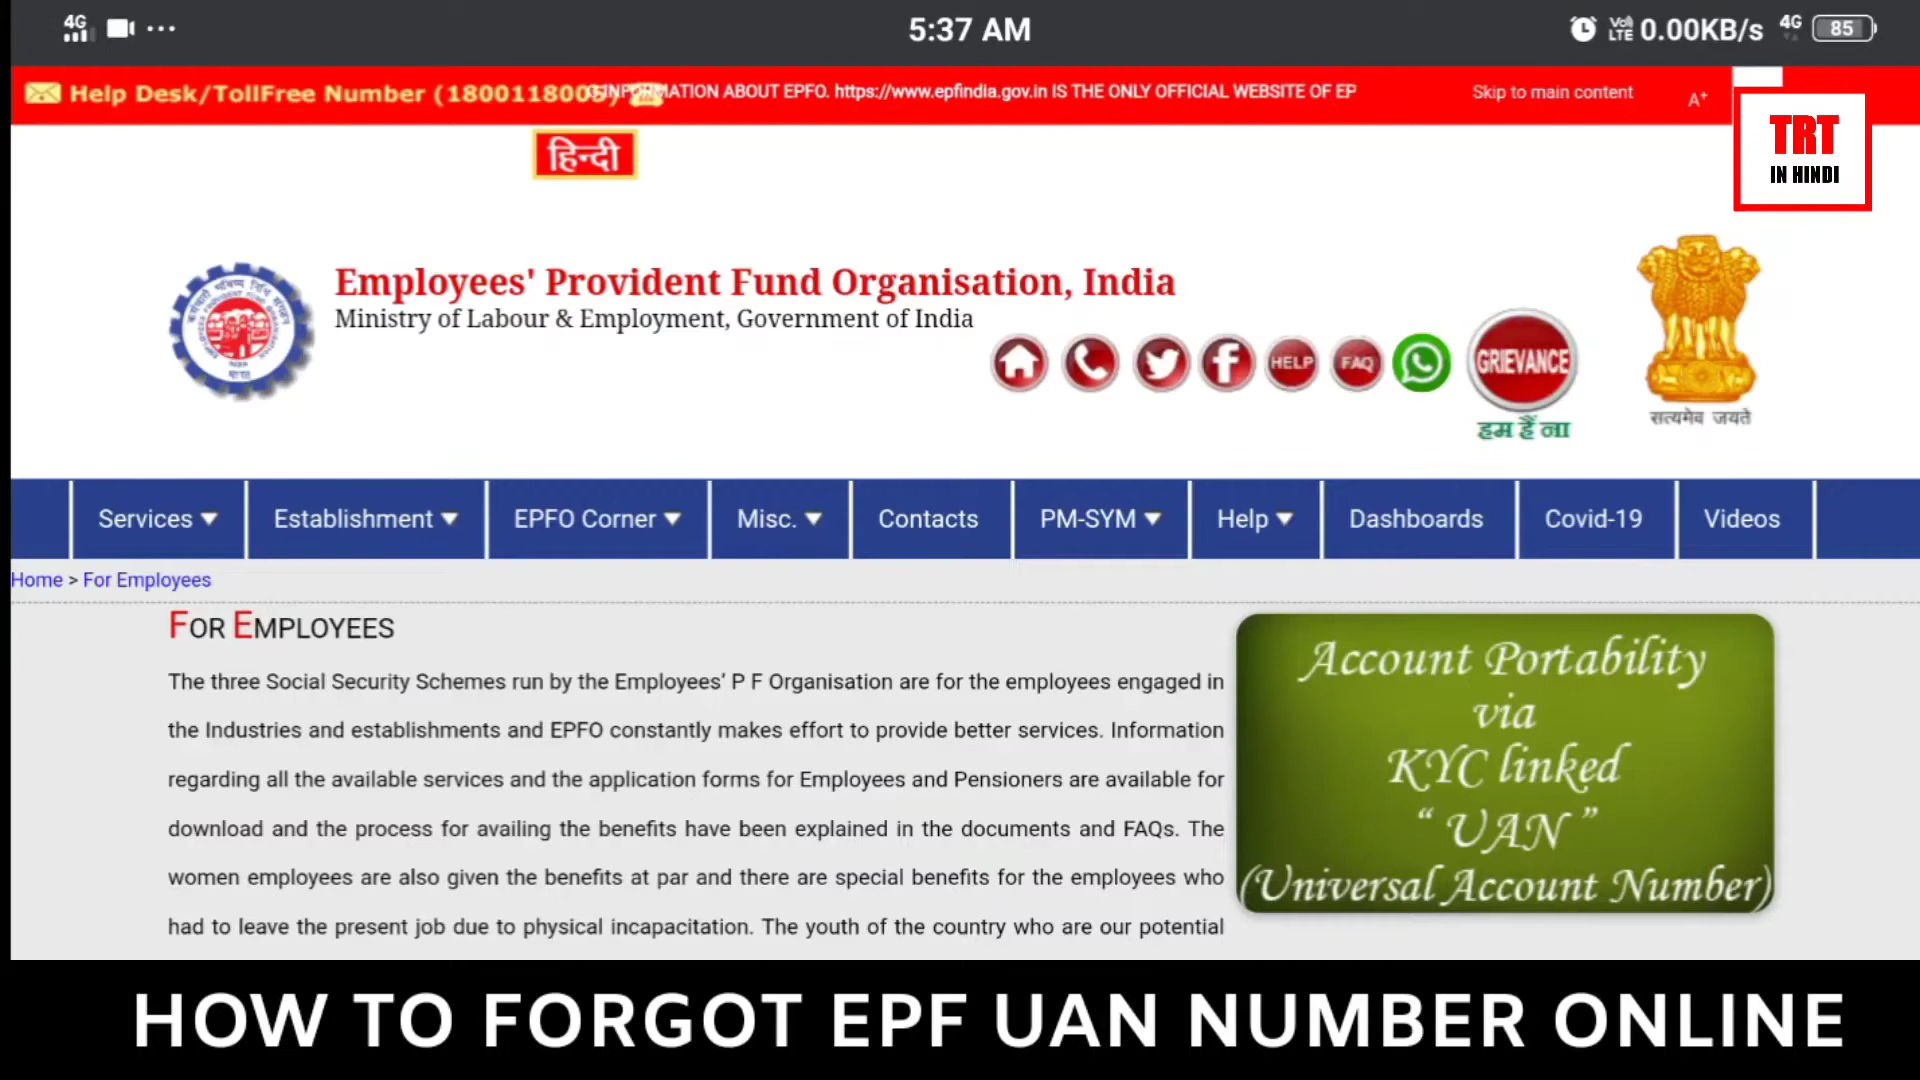 4G
5:37 AM
Vo) LTE 0.00KB/s 4G 85
Help Desk/TollFree Number (1800118005)
INFORMATION ABOUT EPFO. https://www.epfindia.gov.in IS THE ONLY OFFICIAL WEBSITE OF EP
Skip to main content
A+
TRT
IN HINDI
हिन्दी
Employees' Provident Fund Organisation, India
Ministry of Labour & Employment, Government of India
HELP
FAQ
GRIEVANCE
हम हैं ना
सत्यमेव जयते
Services
Establishment
EPFO Corner
Misc.
Contacts
PM-SYM
Help
Dashboards
Covid-19
Videos
Home > For Employees
FOR EMPLOYEES
The three Social Security Schemes run by the Employees’ P F Organisation are for the employees engaged in
the Industries and establishments and EPFO constantly makes effort to provide better services. Information
regarding all the available services and the application forms for Employees and Pensioners are available for
download and the process for availing the benefits have been explained in the documents and FAQs. The
women employees are also given the benefits at par and there are special benefits for the employees who
had to leave the present job due to physical incapacitation. The youth of the country who are our potential
Account Portability
via
KYC linked
“ UAN ”
(Universal Account Number)
HOW TO FORGOT EPF UAN NUMBER ONLINE